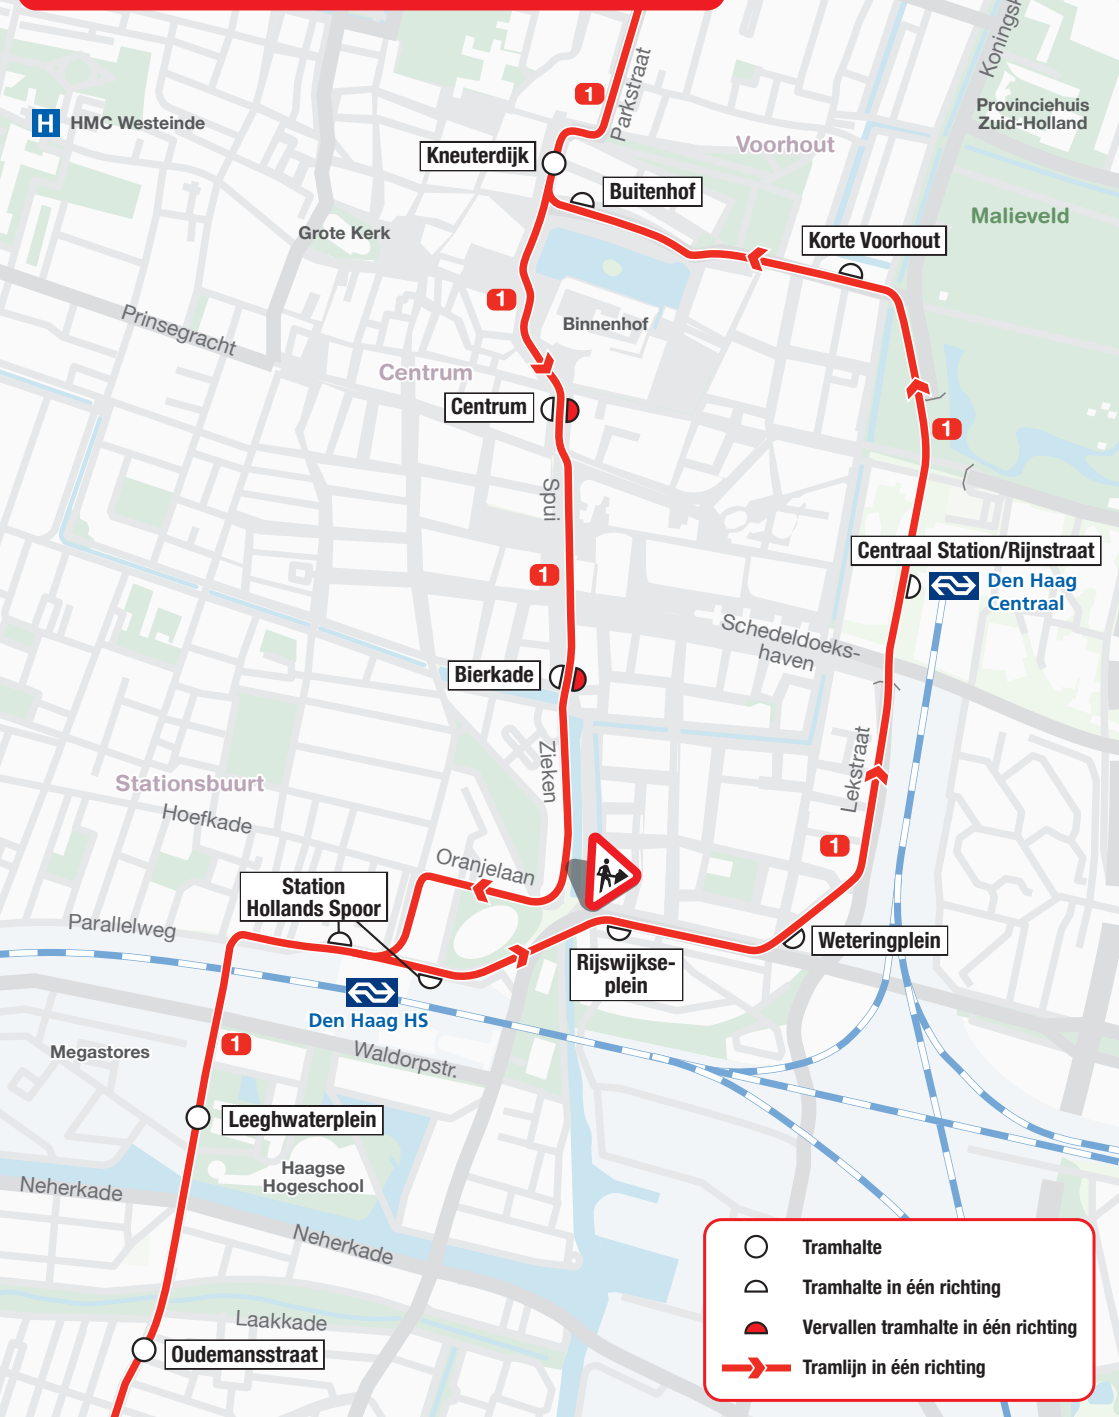 Parkstraat
Koningsk
1
Provinciehuis
Zuid-Holland
H
HMC Westeinde
Voorhout
Kneuterdijk
Buitenhof
Malieveld
Grote Kerk
Korte Voorhout
1
Prinsegracht
Binnenhof
Centrum
Centrum
1
Spui
Centraal Station/Rijnstraat
1
Den Haag
Centraal
Schedeldoeks-
haven
Bierkade
Zieken
Lekstraat
Stationsbuurt
Hoefkade
1
Oranjelaan
Station
Hollands Spoor
Parallelweg
Weteringplein
Rijswijkse-
plein
Den Haag HS
1
Megastores
Waldorpstr.
Leeghwaterplein
Haagse
Hogeschool
Neherkade
Neherkade
Laakkade
Oudemansstraat
Tramhalte
Tramhalte in één richting
Vervallen tramhalte in één richting
Tramlijn in één richting